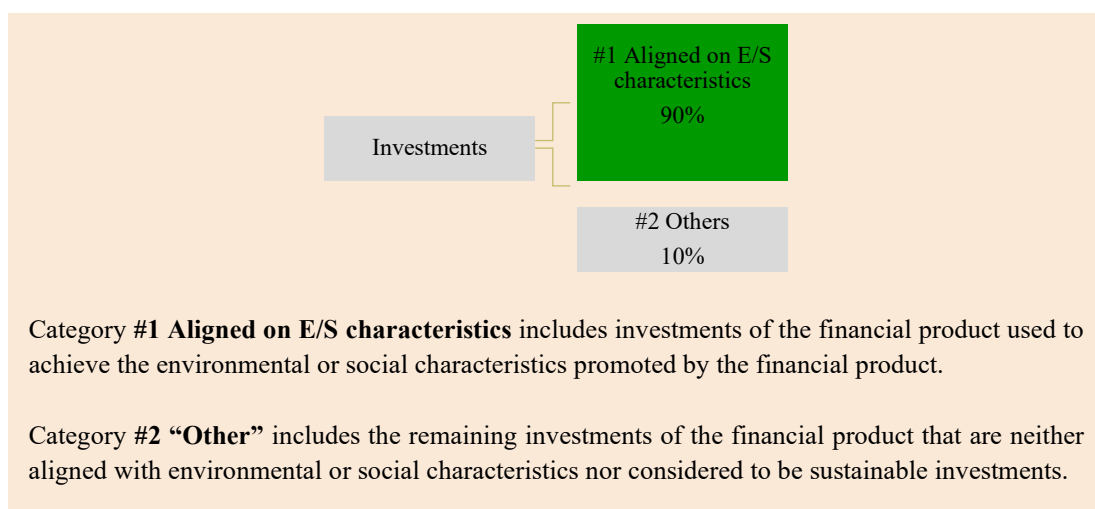 #1 Aligned on E/S
characteristics
90%
Investments
#2 Others
10%
Category #1 Aligned on E/S characteristics includes investments of the financial product used to
achieve the environmental or social characteristics promoted by the financial product.
Category #2 “Other” includes the remaining investments of the financial product that are neither
aligned with environmental or social characteristics nor considered to be sustainable investments.